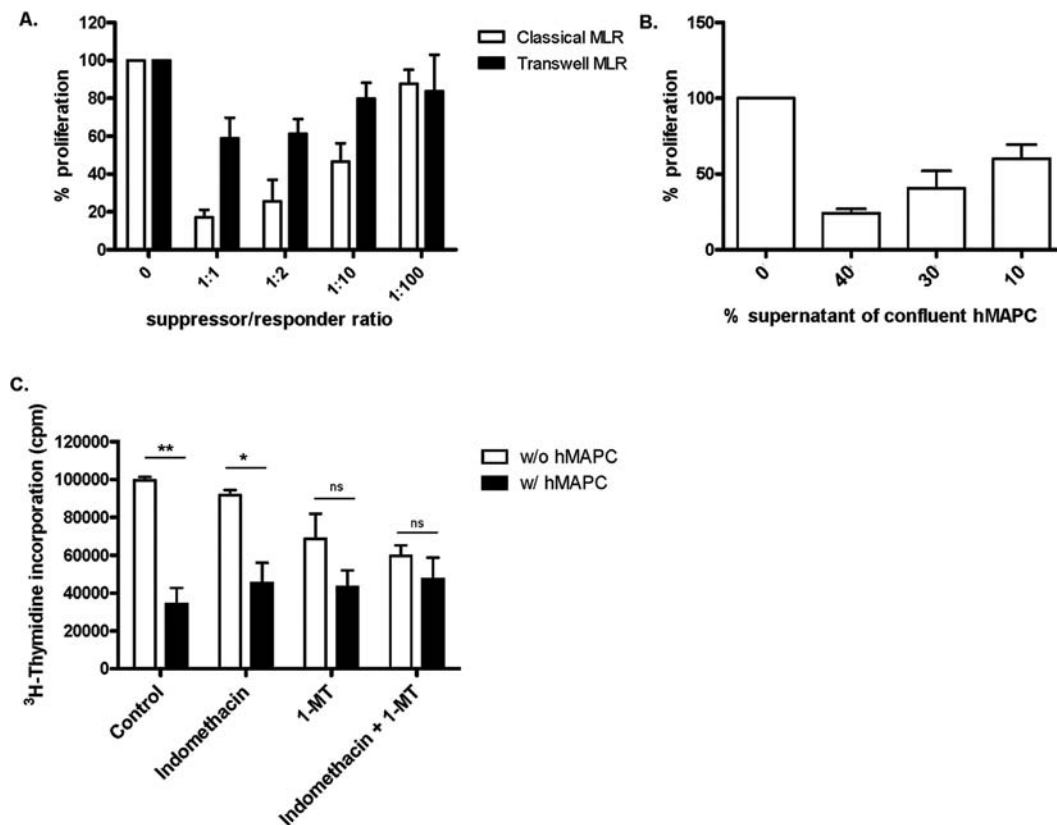 A.
120
100
80
60
40
20
0
% proliferation
0
1:1
1:2
1:10
1:100
suppressor/responder ratio
Classical MLR
Transwell MLR
B.
150
100
50
0
% proliferation
0
40
30
10
% supernatant of confluent hMAPC
C.
³H-Thymidine incorporation (cpm)
120000
100000
80000
60000
40000
20000
0
**
*
ns
ns
Control
Indomethacin
1-MT
Indomethacin + 1-MT
w/o hMAPC
w/ hMAPC